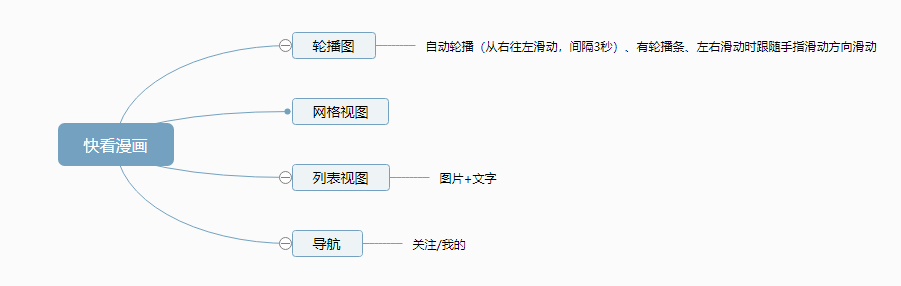 快看漫画
轮播图
自动轮播（从右往左滑动，间隔3秒）、有轮播条、左右滑动时跟随手指滑动方向滑动
网格视图
列表视图
图片+文字
导航
关注/我的